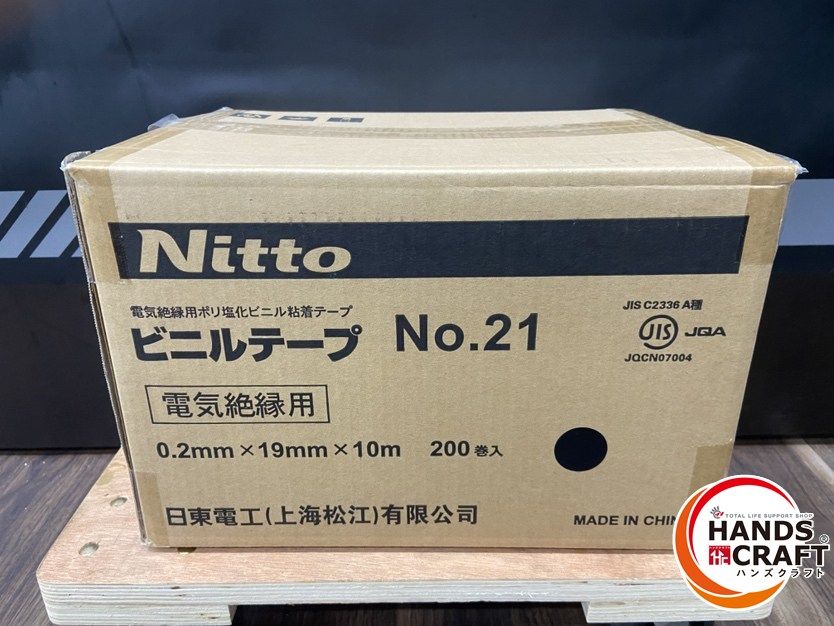 Nitto
電気絶縁用ポリ塩化ビニル粘着テープ
ビニルテープ No.21
JIS C2336 A種
JIS JQA
JQCN07004
電気絶縁用
0.2mm×19mm×10m 200巻入
日東電工(上海松江)有限公司
MADE IN CHI
TOTAL LIFE SUPPORT SHOP
HANDS
CRAFT
ハンズクラフト